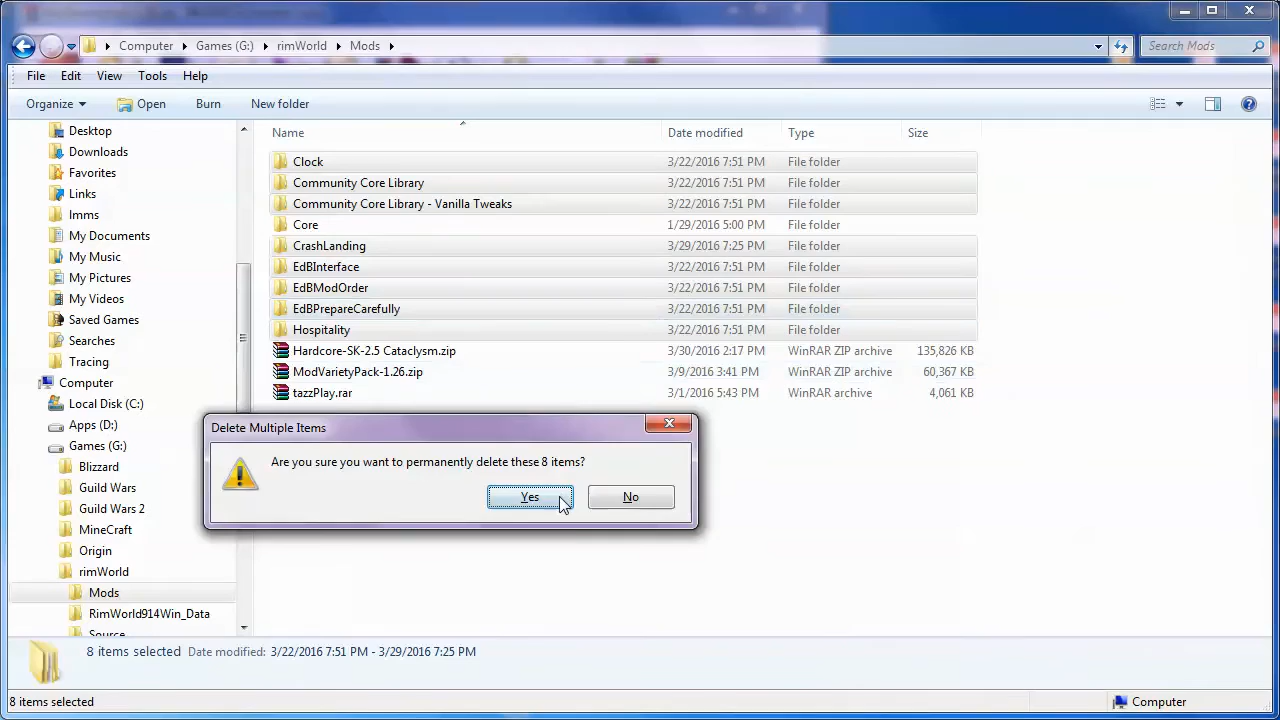 Computer Games (G:) rimWorld Mods Search Mods
File Edit View Tools Help
Organize Open Burn New folder
Name Date modified Type Size
Desktop
Downloads
Favorites
Links
Imms
My Documents
My Music
My Pictures
My Videos
Saved Games
Searches
Tracing
Computer
Local Disk (C:)
Apps (D:)
Games (G:)
Blizzard
Guild Wars
Guild Wars 2
MineCraft
Origin
rimWorld
Mods
RimWorld914Win_Data
Source
Clock 3/22/2016 7:51 PM File folder
Community Core Library 3/22/2016 7:51 PM File folder
Community Core Library - Vanilla Tweaks 3/22/2016 7:51 PM File folder
Core 1/29/2016 5:00 PM File folder
CrashLanding 3/29/2016 7:25 PM File folder
EdBInterface 3/22/2016 7:51 PM File folder
EdBModOrder 3/22/2016 7:51 PM File folder
EdBPrepareCarefully 3/22/2016 7:51 PM File folder
Hospitality 3/22/2016 7:51 PM File folder
Hardcore-SK-2.5 Cataclysm.zip 3/30/2016 2:17 PM WinRAR ZIP archive 135,826 KB
ModVarietyPack-1.26.zip 3/9/2016 3:41 PM WinRAR ZIP archive 60,367 KB
tazzPlay.rar 3/1/2016 5:43 PM WinRAR archive 4,061 KB
Delete Multiple Items
Are you sure you want to permanently delete these 8 items?
Yes No
8 items selected Date modified: 3/22/2016 7:51 PM - 3/29/2016 7:25 PM
8 items selected Computer